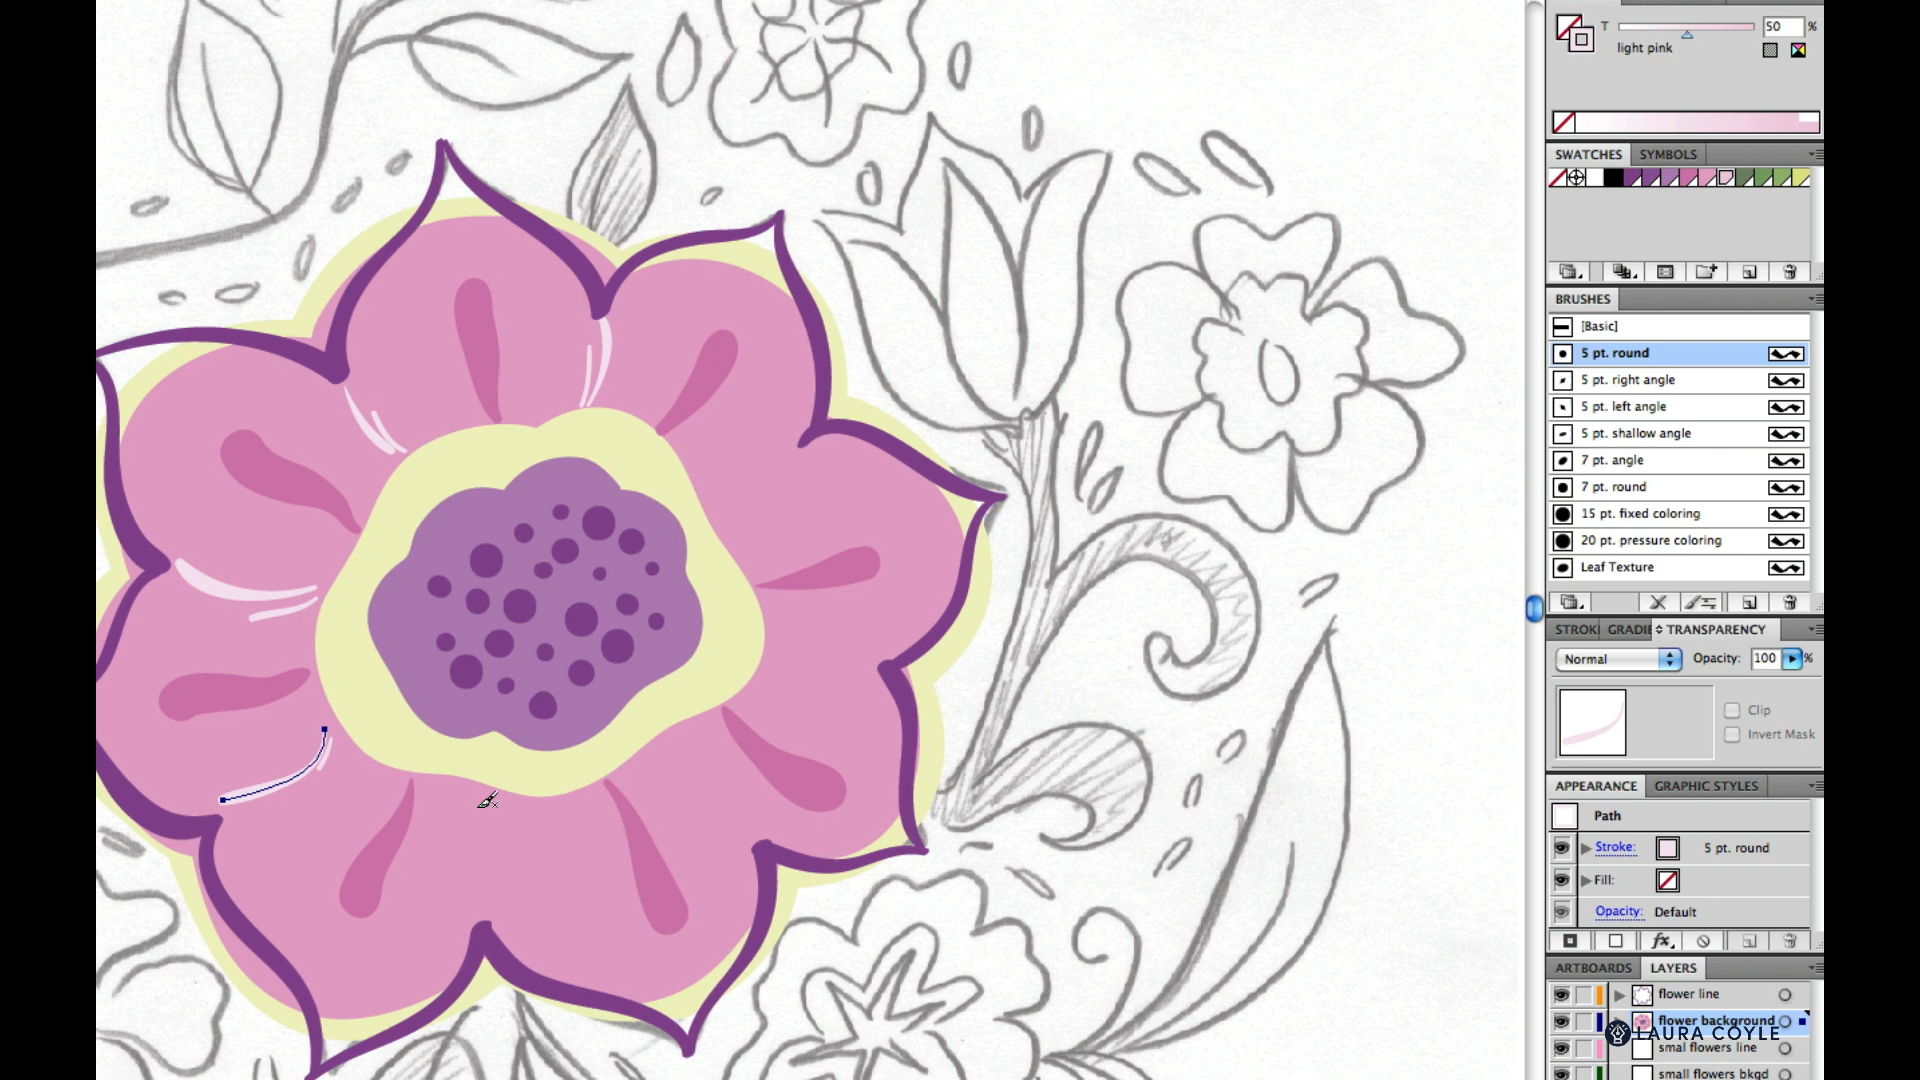 T 50 %
light pink
SWATCHES SYMBOLS
BRUSHES
[Basic]
5 pt. round
5 pt. right angle
5 pt. left angle
5 pt. shallow angle
7 pt. angle
7 pt. round
15 pt. fixed coloring
20 pt. pressure coloring
Leaf Texture
STROKI GRADIE TRANSPARENCY
Normal Opacity: 100 %
Clip
Invert Mask
APPEARANCE GRAPHIC STYLES
Path
Stroke: 5 pt. round
Fill:
Opacity: Default
fx
ARTBOARDS LAYERS
flower line
flower background
LAURA COYLE
smal flowers line
small flowers bkgd